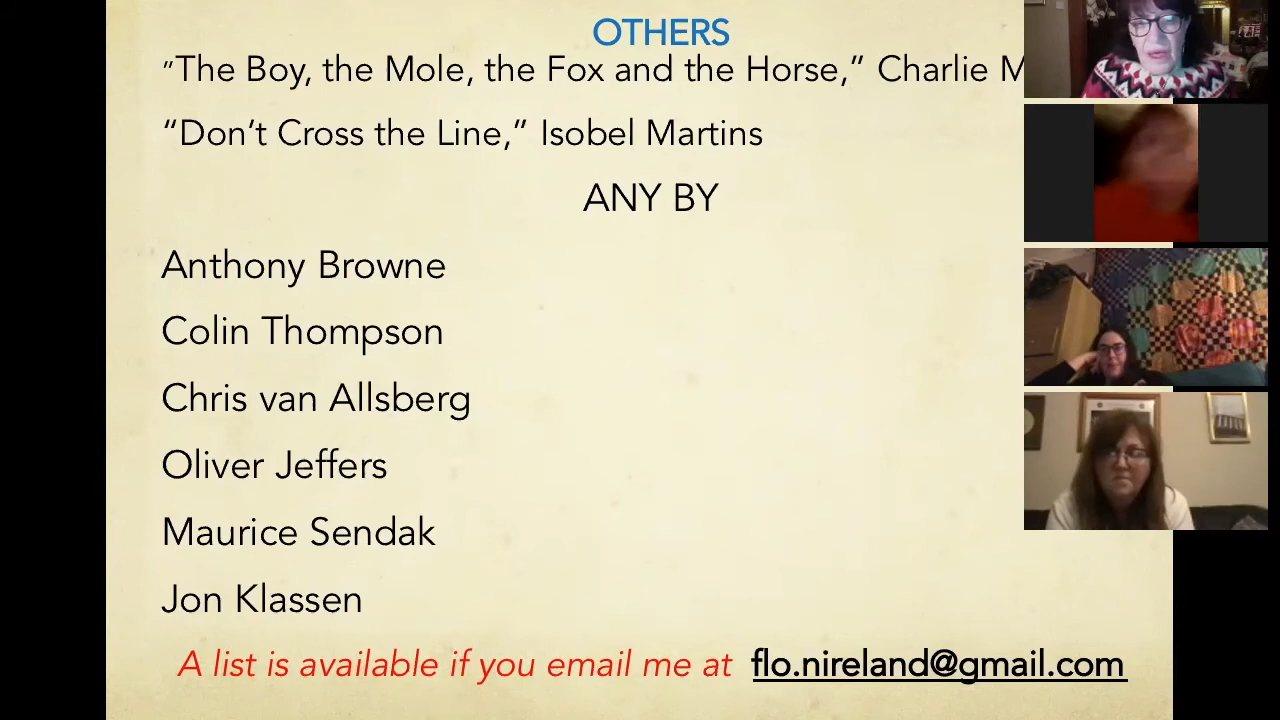 OTHERS
"The Boy, the Mole, the Fox and the Horse,” Charlie M
“Don’t Cross the Line,” Isobel Martins
ANY BY
Anthony Browne
Colin Thompson
Chris van Allsberg
Oliver Jeffers
Maurice Sendak
Jon Klassen
A list is available if you email me at flo.nireland@gmail.com